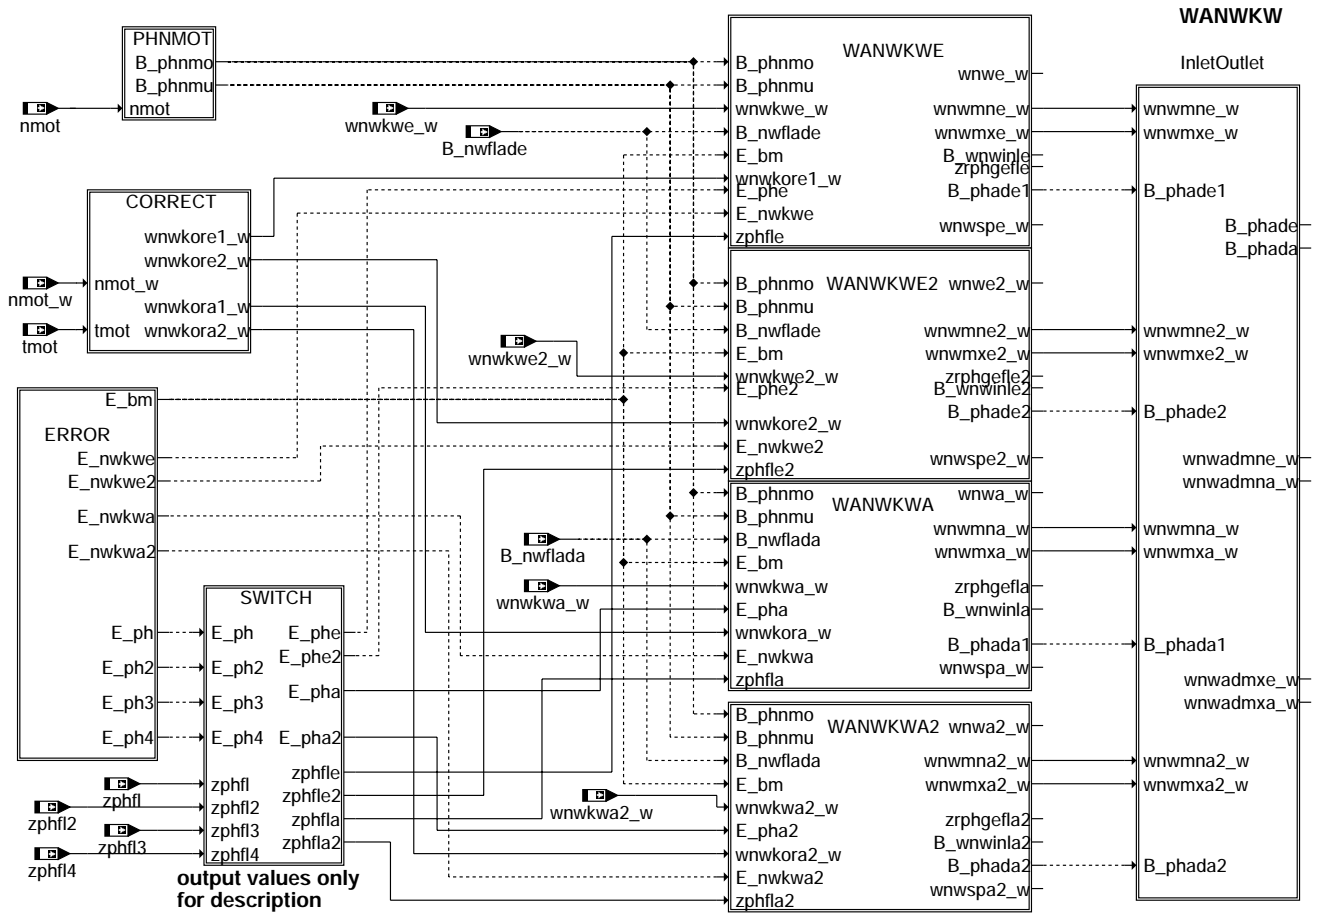 WANWKW
PHNMOT
B_phnmo
B_phnmu
nmot
nmot
wnwkwe_w
B_nwflade
CORRECT
wnwkore1_w
wnwkore2_w
nmot_w
wnwkora1_w
tmot
wnwkora2_w
nmot_w
tmot
wnwkwe2_w
ERROR
E_bm
E_nwkwe
E_nwkwe2
E_nwkwa
E_nwkwa2
E_ph
E_ph2
E_ph3
E_ph4
B_nwflada
wnwkwa_w
SWITCH
E_ph
E_ph2
E_ph3
E_ph4
zphfl
zphfl2
zphfl3
zphfl4
E_phe
E_phe2
E_pha
E_pha2
zphfle
zphfle2
zphfla
zphfla2
zphfl
zphfl2
zphfl3
zphfl4
output values only
for description
wnwkwa2_w
WANWKWE
B_phnmo
B_phnmu
wnwkwe_w
B_nwflade
E_bm
wnwkore1_w
E_phe
E_nwkwe
zphfle
wnwe_w
wnwmne_w
wnwmxe_w
B_wnwinle
zrphgefle
B_phade1
wnwspe_w
WANWKWE2
B_phnmo
B_phnmu
B_nwflade
E_bm
wnwkwe2_w
E_phe2
wnwkore2_w
E_nwkwe2
zphfle2
wnwe2_w
wnwmne2_w
wnwmxe2_w
zrphgefle2
B_wnwinle2
B_phade2
wnwspe2_w
WANWKWA
B_phnmo
B_phnmu
B_nwflada
E_bm
wnwkwa_w
E_pha
wnwkora_w
E_nwkwa
zphfla
wnwa_w
wnwmna_w
wnwmxa_w
zrphgefla
B_wnwinla
B_phada1
wnwspa_w
WANWKWA2
B_phnmo
B_phnmu
B_nwflada
E_bm
wnwkwa2_w
E_pha2
wnwkora2_w
E_nwkwa2
zphfla2
wnwa2_w
wnwmna2_w
wnwmxa2_w
zrphgefla2
B_wnwinla2
B_phada2
wnwspa2_w
InletOutlet
wnwmne_w
wnwmxe_w
B_phade1
B_phade
B_phada
wnwmne2_w
wnwmxe2_w
B_phade2
wnwadmne_w
wnwadmna_w
wnwmna_w
wnwmxa_w
B_phada1
wnwadmxe_w
wnwadmxa_w
wnwmna2_w
wnwmxa2_w
B_phada2